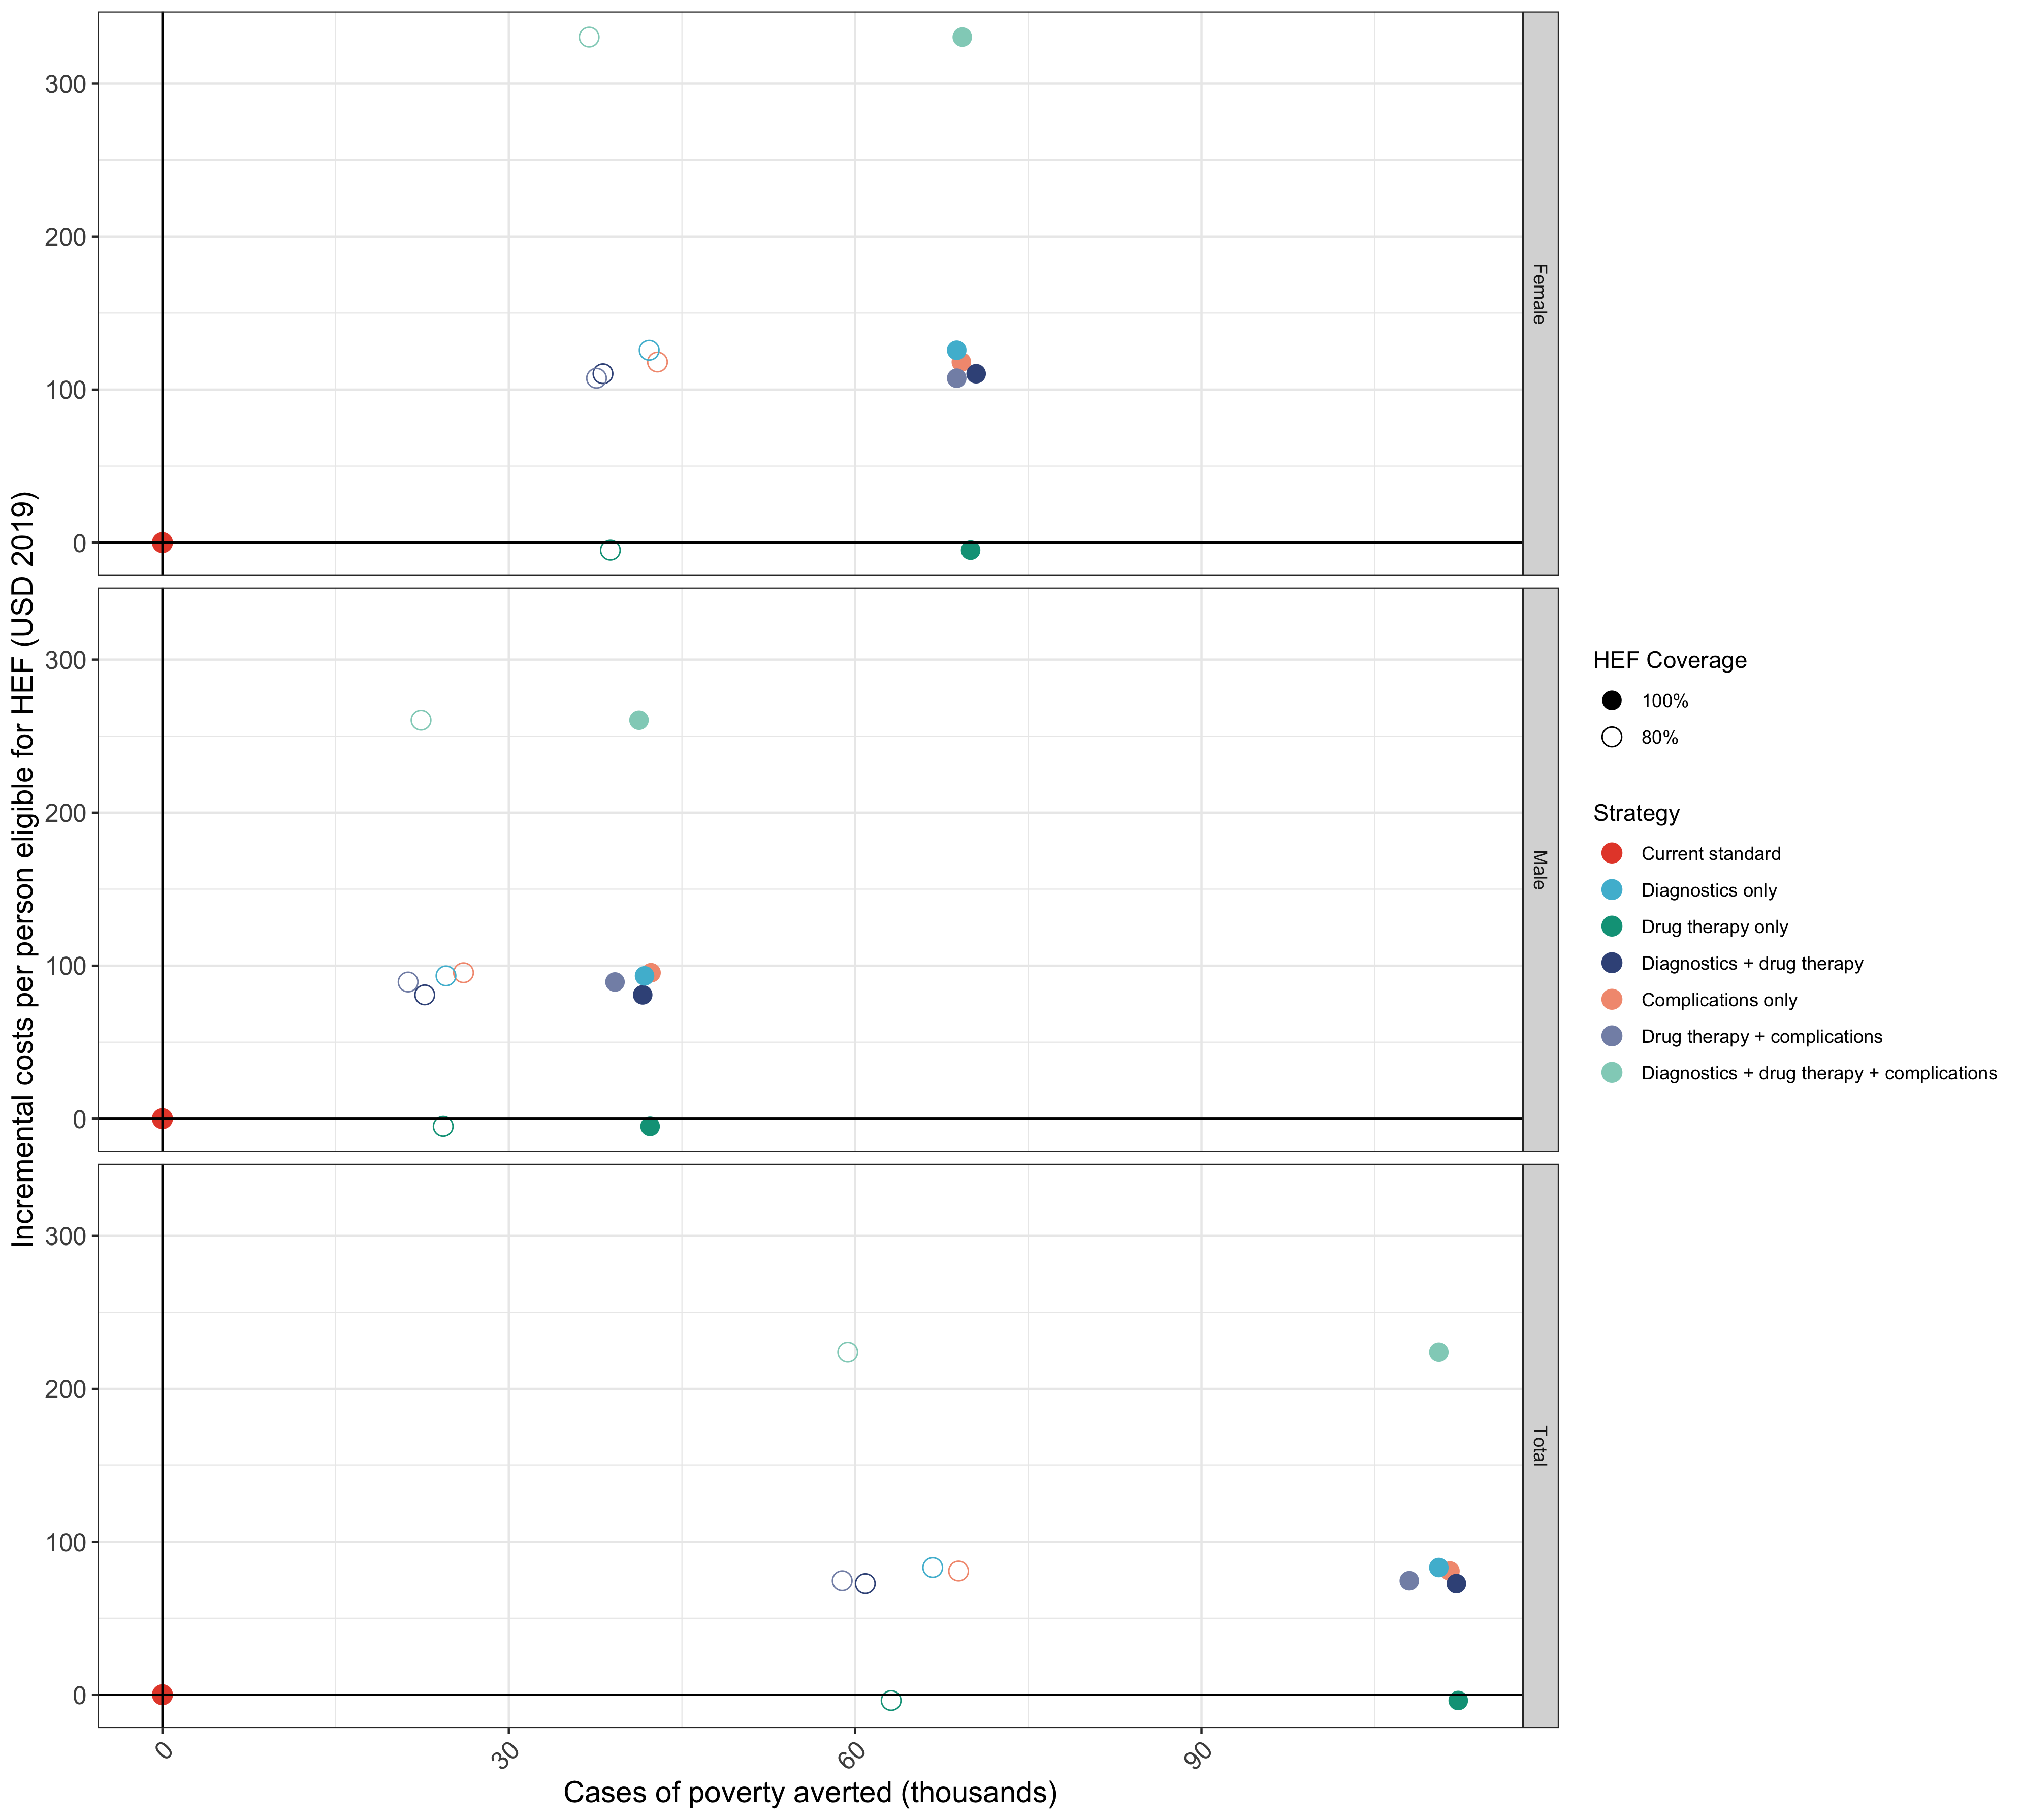 Incremental costs per person eligible for HEF (USD 2019)
300
200
100
0
Female
300
200
100
0
Male
300
200
100
0
Total
0
30
60
90
Cases of poverty averted (thousands)
HEF Coverage
100%
80%
Strategy
Current standard
Diagnostics only
Drug therapy only
Diagnostics + drug therapy
Complications only
Drug therapy + complications
Diagnostics + drug therapy + complications